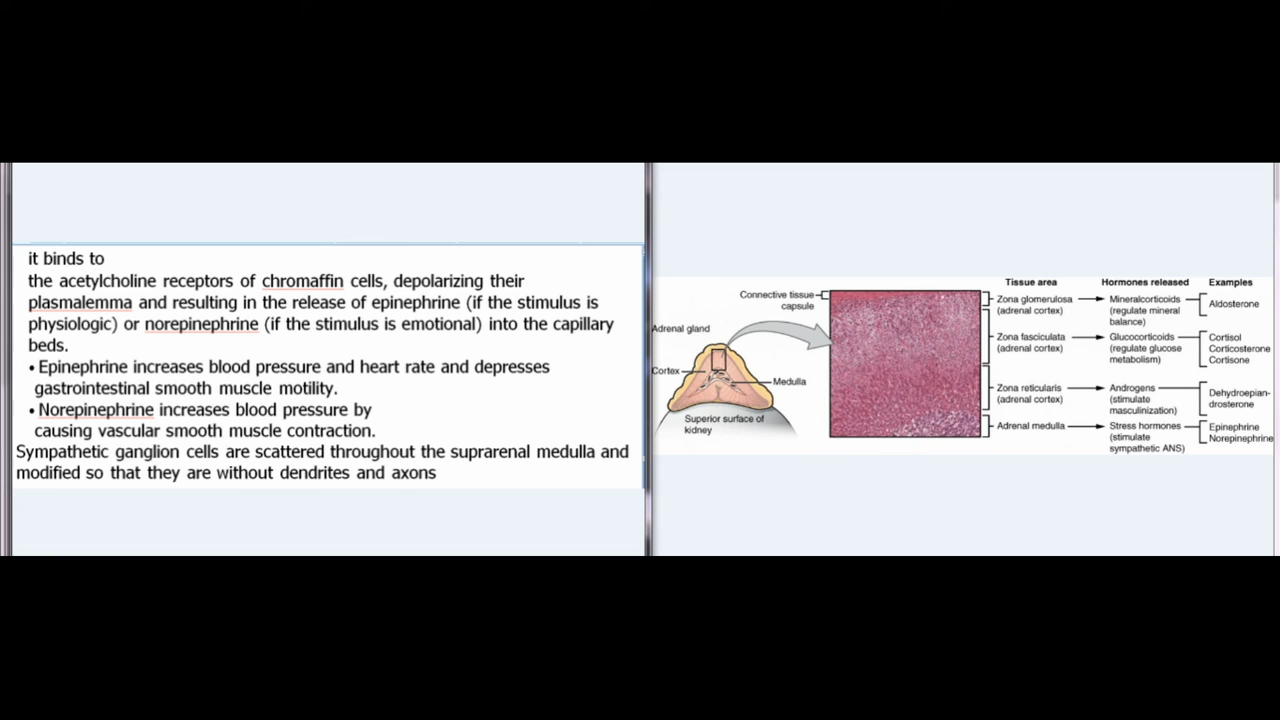 it binds to
the acetylcholine receptors of chromaffin cells, depolarizing their
plasmalemma and resulting in the release of epinephrine (if the stimulus is
physiologic) or norepinephrine (if the stimulus is emotional) into the capillary
beds.
• Epinephrine increases blood pressure and heart rate and depresses
gastrointestinal smooth muscle motility.
• Norepinephrine increases blood pressure by
causing vascular smooth muscle contraction.
Sympathetic ganglion cells are scattered throughout the suprarenal medulla and
modified so that they are without dendrites and axons
Adrenal gland
Cortex
Medulla
Superior surface of
kidney
Connective tissue
capsule
Tissue area
Hormones released
Examples
Zona glomerulosa
(adrenal cortex)
Mineralcorticoids
(regulate mineral
balance)
Aldosterone
Zona fasciculata
(adrenal cortex)
Glucocorticoids
(regulate glucose
metabolism)
Cortisol
Corticosterone
Cortisone
Zona reticularis
(adrenal cortex)
Androgens
(stimulate
masculinization)
Dehydroepian-
drosterone
Adrenal medulla
Stress hormones
(stimulate
sympathetic ANS)
Epinephrine
Norepinephrine